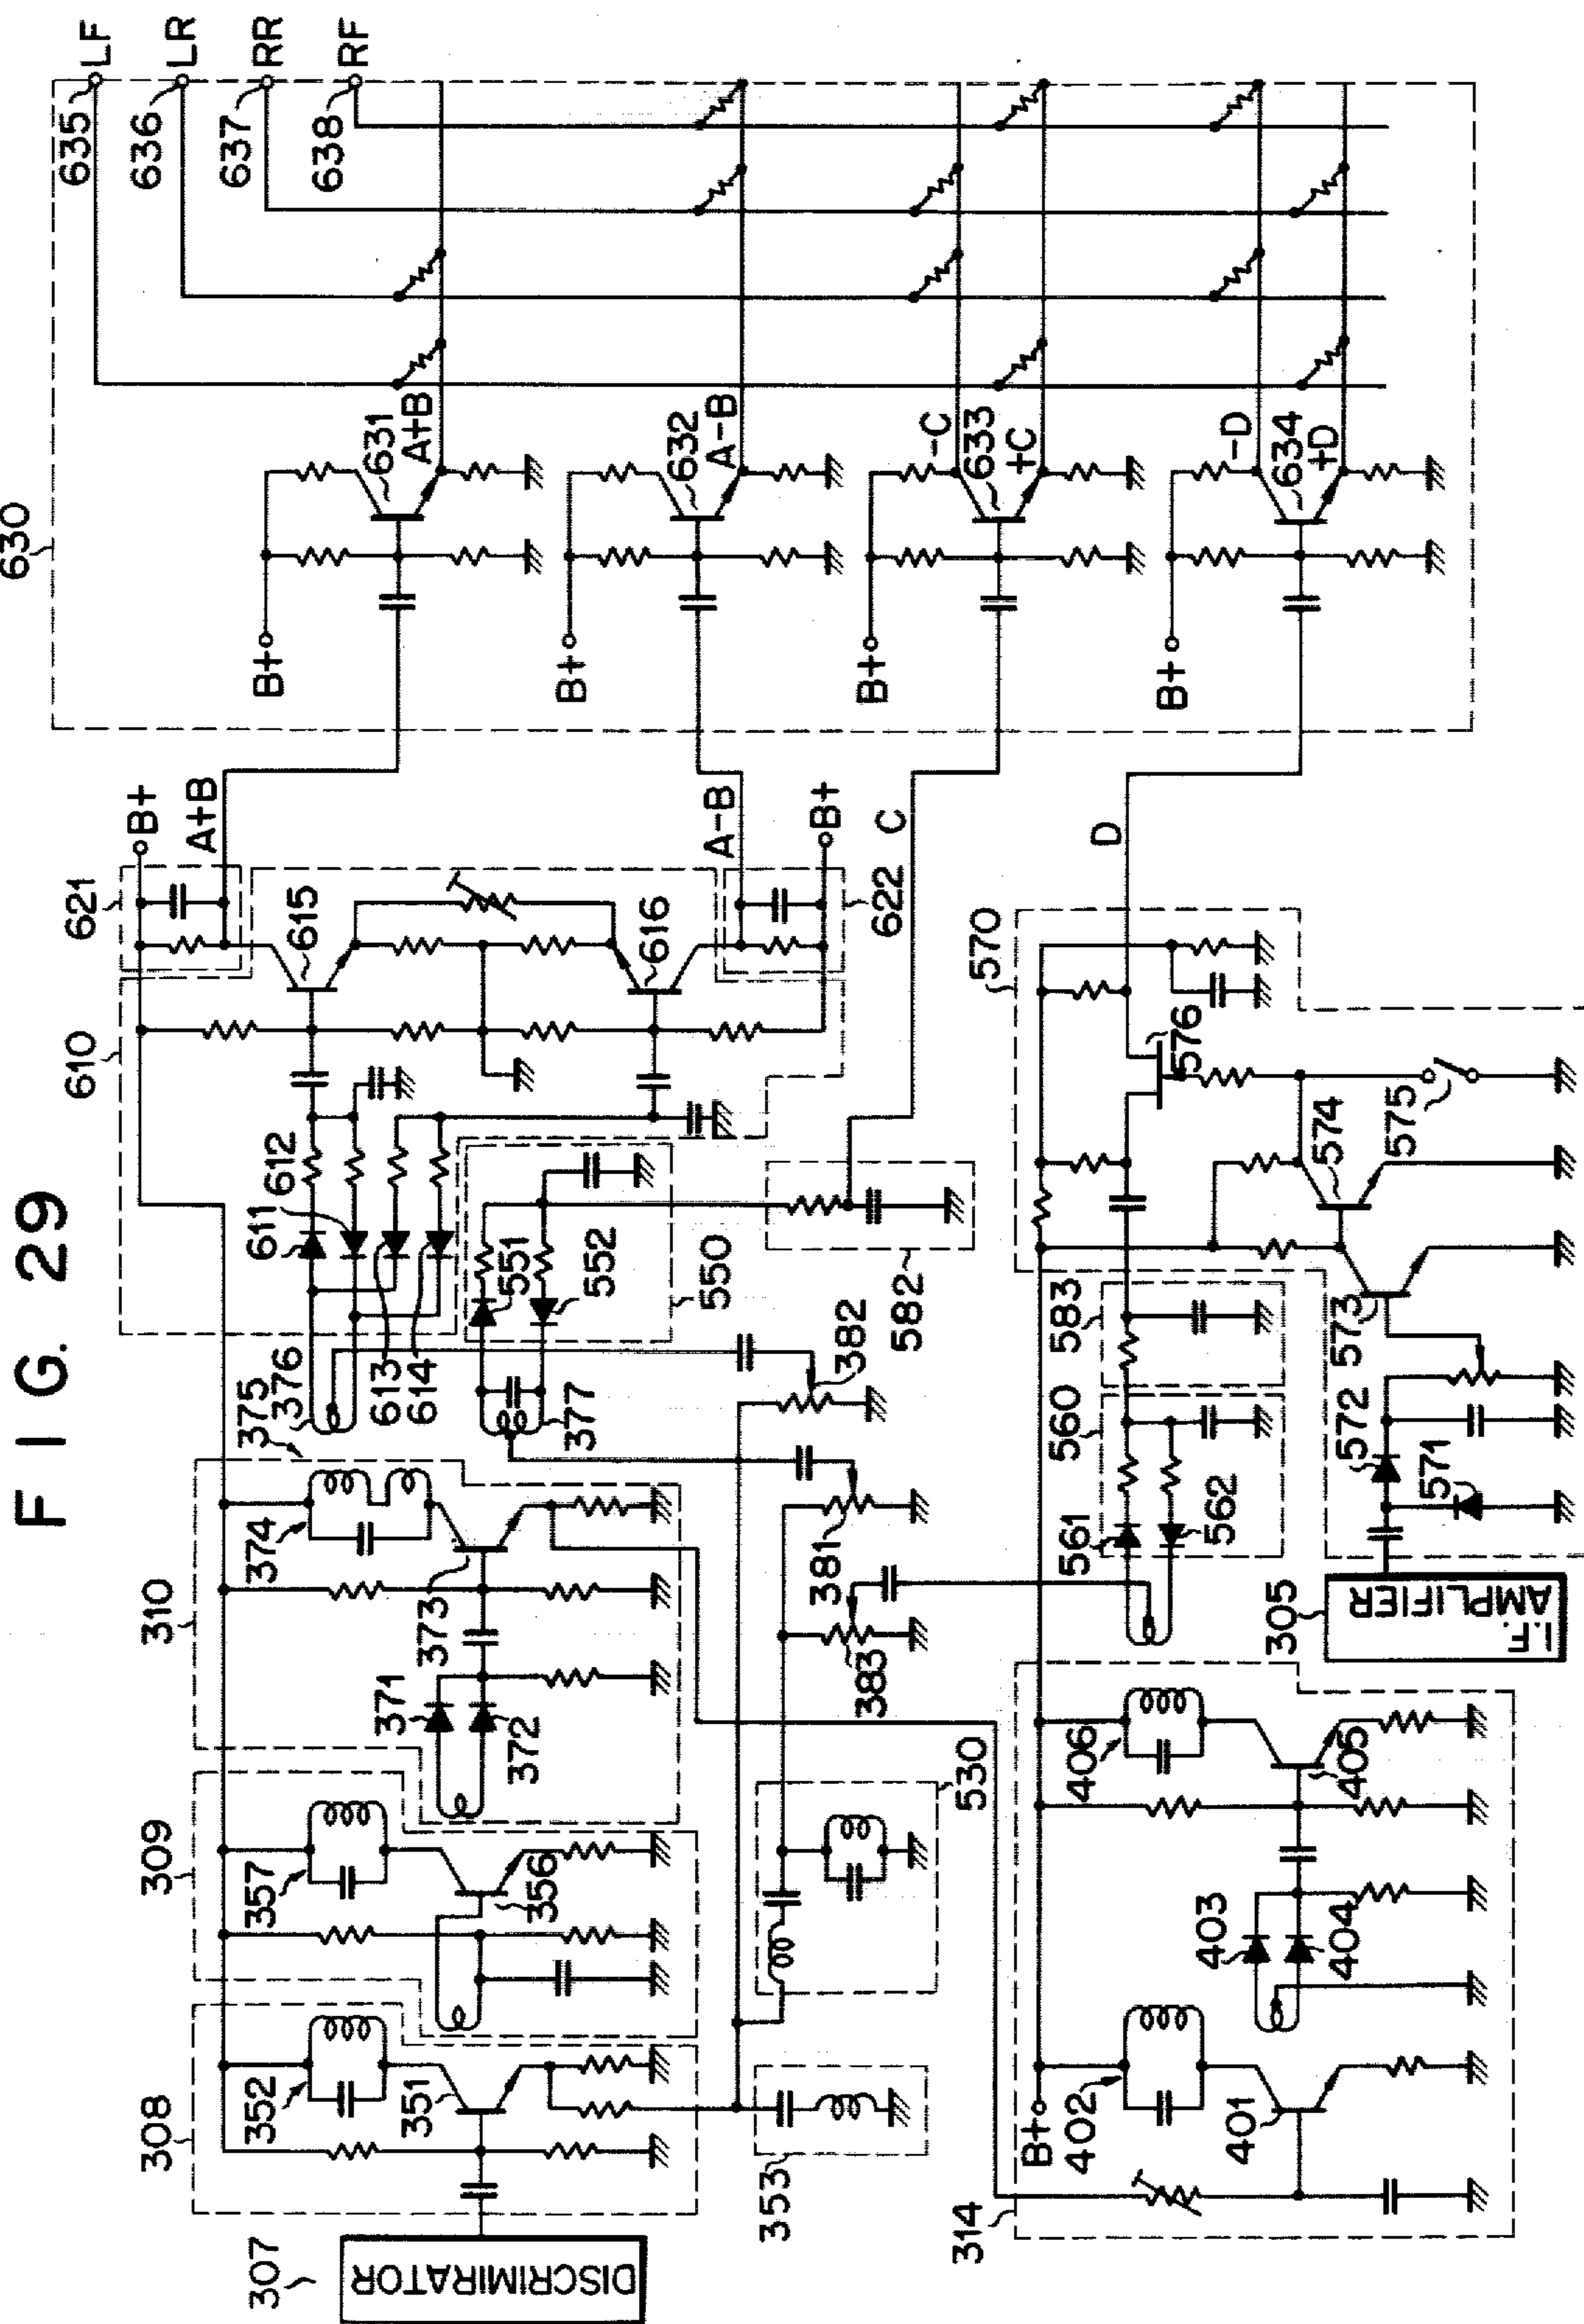 FIG. 29
630
635
LF
636
LR
637
RR
638
RF
B+
631
A+B
B+
632
A-B
B+
-C
633
+C
B+
-D
634
+D
B+
A+B
621
615
610
616
A-B
B+
622
C
D
612
611
613
614
375
376
551
552
550
377
582
382
381
383
310
374
373
371
372
309
357
356
308
352
351
353
530
307
DISCRIMINATOR
570
576
574
575
573
572
571
583
560
561
562
305
I.F. AMPLIFIER
314
B+
402
401
403
404
406
405